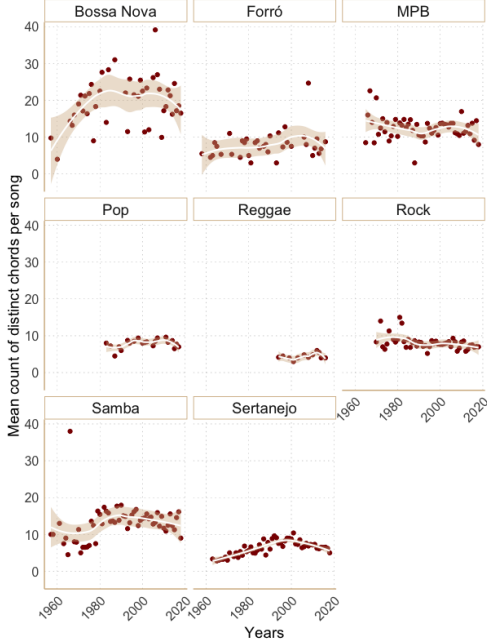 Bossa Nova Forró MPB
40
30
20
10
0
Pop Reggae Rock
40
30
20
10
0
1960 1980 2000 2020
Samba Sertanejo
40
30
20
10
0
1960 1980 2000 2020 1960 1980 2000 2020
Years
Mean count of distinct chords per song